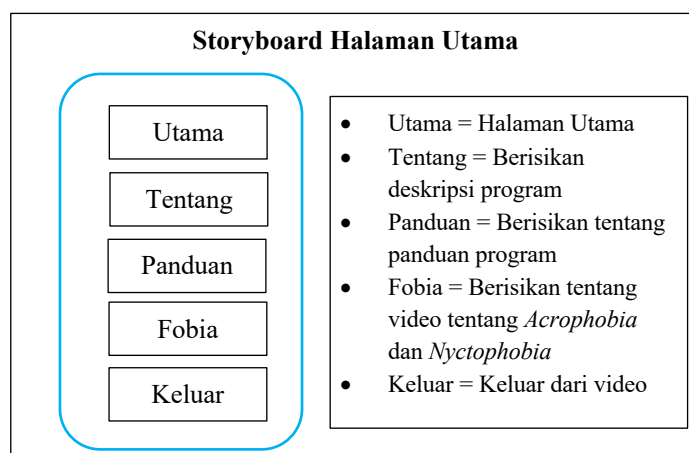 Storyboard Halaman Utama
Utama
Tentang
Panduan
Fobia
Keluar
• Utama = Halaman Utama
• Tentang = Berisikan
deskripsi program
• Panduan = Berisikan tentang
panduan program
• Fobia = Berisikan tentang
video tentang Acrophobia
dan Nyctophobia
• Keluar = Keluar dari video